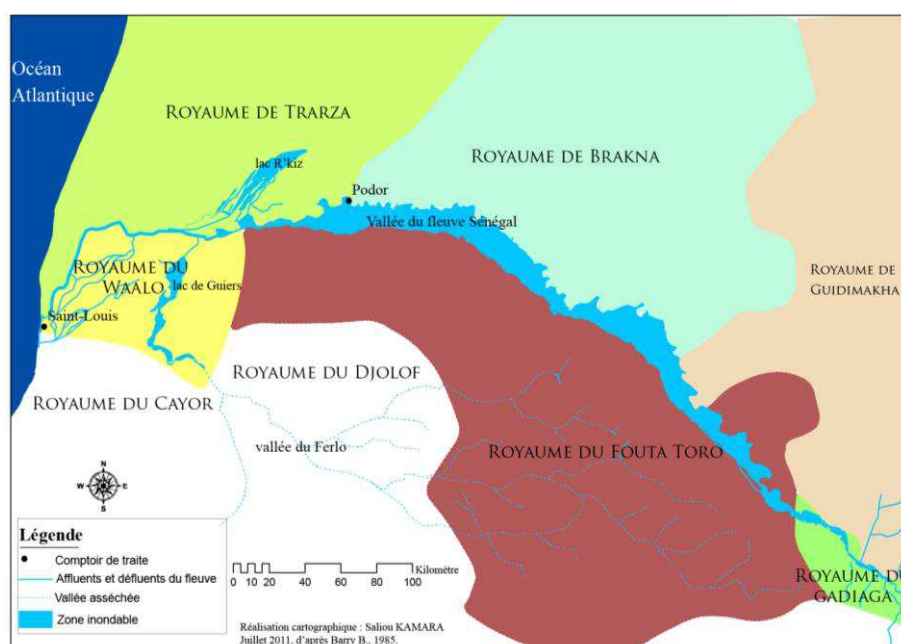 Océan
Atlantique
ROYAUME DE TRARZA
lac R'kiz
ROYAUME DE BRAKNA
Podor
Vallée du fleuve Sénégal
ROYAUME DU
WAALO
lac de Guiers
ROYAUME DE
GUIDIMAKHA
Saint-Louis
ROYAUME DU DJOLOF
ROYAUME DU CAYOR
vallée du Ferlo
ROYAUME DU FOUTA TORO
N
W E
S
Légende
Comptoir de traite
Affluents et défluents du fleuve
Vallée asséchée
Zone inondable
Kilomètre
0 10 20 40 60 80 100
ROYAUME DU
GADIAGA
Réalisation cartographique : Saliou KAMARA
Juillet 2011, d'après Barry B., 1985.